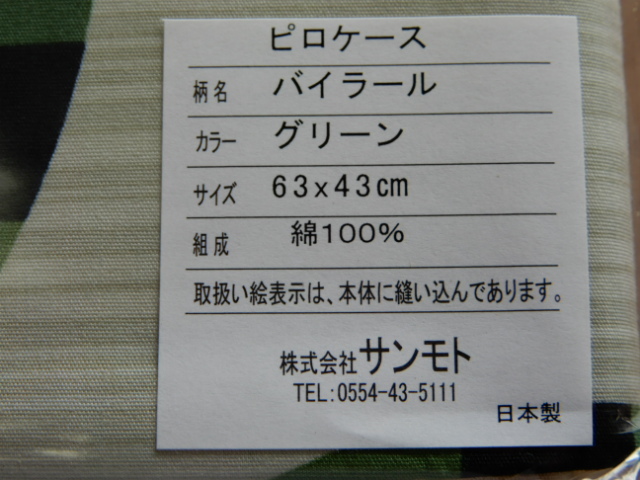 ピロケース
柄名 バイラール
カラー グリーン
サイズ 63x43cm
組成 綿100%
取扱い絵表示は、本体に縫い込んであります。
株式会社サンモト
TEL:0554-43-5111
日本製